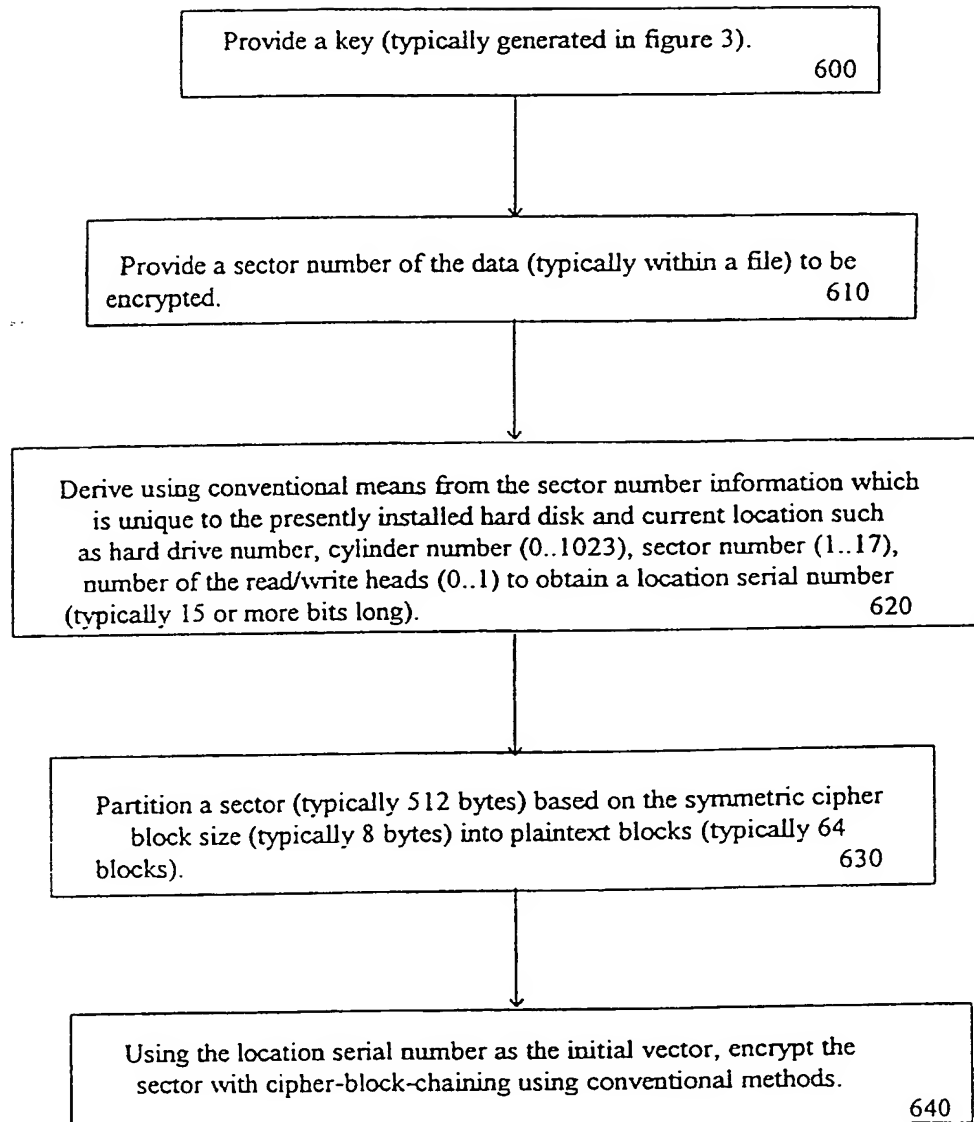 Provide a key (typically generated in figure 3).
600
Provide a sector number of the data (typically within a file) to be
encrypted.
610
Derive using conventional means from the sector number information which
is unique to the presently installed hard disk and current location such
as hard drive number, cylinder number (0..1023), sector number (1..17),
number of the read/write heads (0..1) to obtain a location serial number
(typically 15 or more bits long).
620
Partition a sector (typically 512 bytes) based on the symmetric cipher
block size (typically 8 bytes) into plaintext blocks (typically 64
blocks).
630
Using the location serial number as the initial vector, encrypt the
sector with cipher-block-chaining using conventional methods.
640